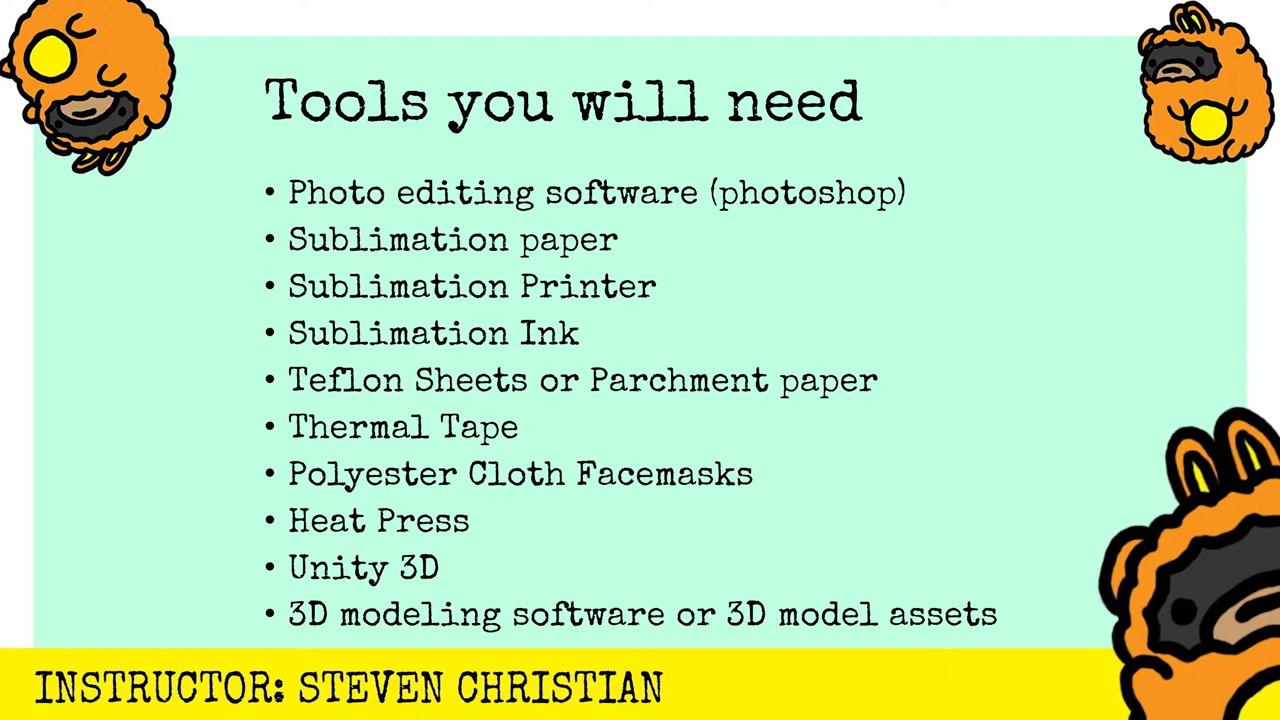 Tools you will need
• Photo editing software (photoshop)
• Sublimation paper
• Sublimation Printer
• Sublimation Ink
• Teflon Sheets or Parchment paper
• Thermal Tape
• Polyester Cloth Facemasks
• Heat Press
• Unity 3D
• 3D modeling software or 3D model assets
INSTRUCTOR: STEVEN CHRISTIAN